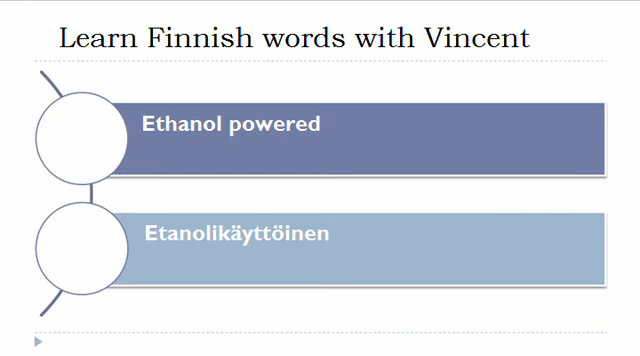 Learn Finnish words with Vincent
Ethanol powered
Etanolikäyttöinen